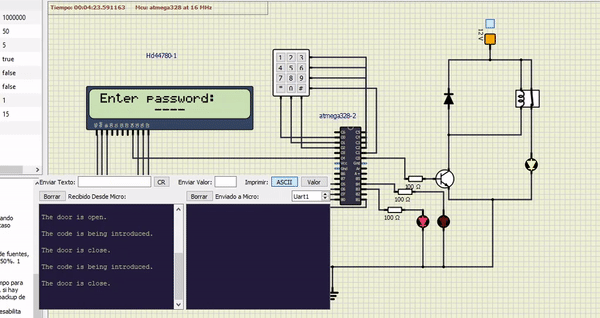 Tiempo: 00:04:23.591163 Mcu: atmega328 at 16 MHz
1000000
50
5
true
false
false
1
15
Hd44780-1
Enter password:
----
1 2 3
4 5 6
7 8 9
* 0 #
atmega328-2
12 V
100 Ω
100 Ω
100 Ω
Enviar Texto: CR Enviar Valor: Imprimir: ASCII Valor
Borrar Recibido Desde Micro: Borrar Enviado a Micro: Uart1
The door is open.
The code is being introduced.
The door is close.
The code is being introduced.
The door is close.
ando
caso
de fuentes,
50%. 1
mpo para
si hay
backup de
esabilita